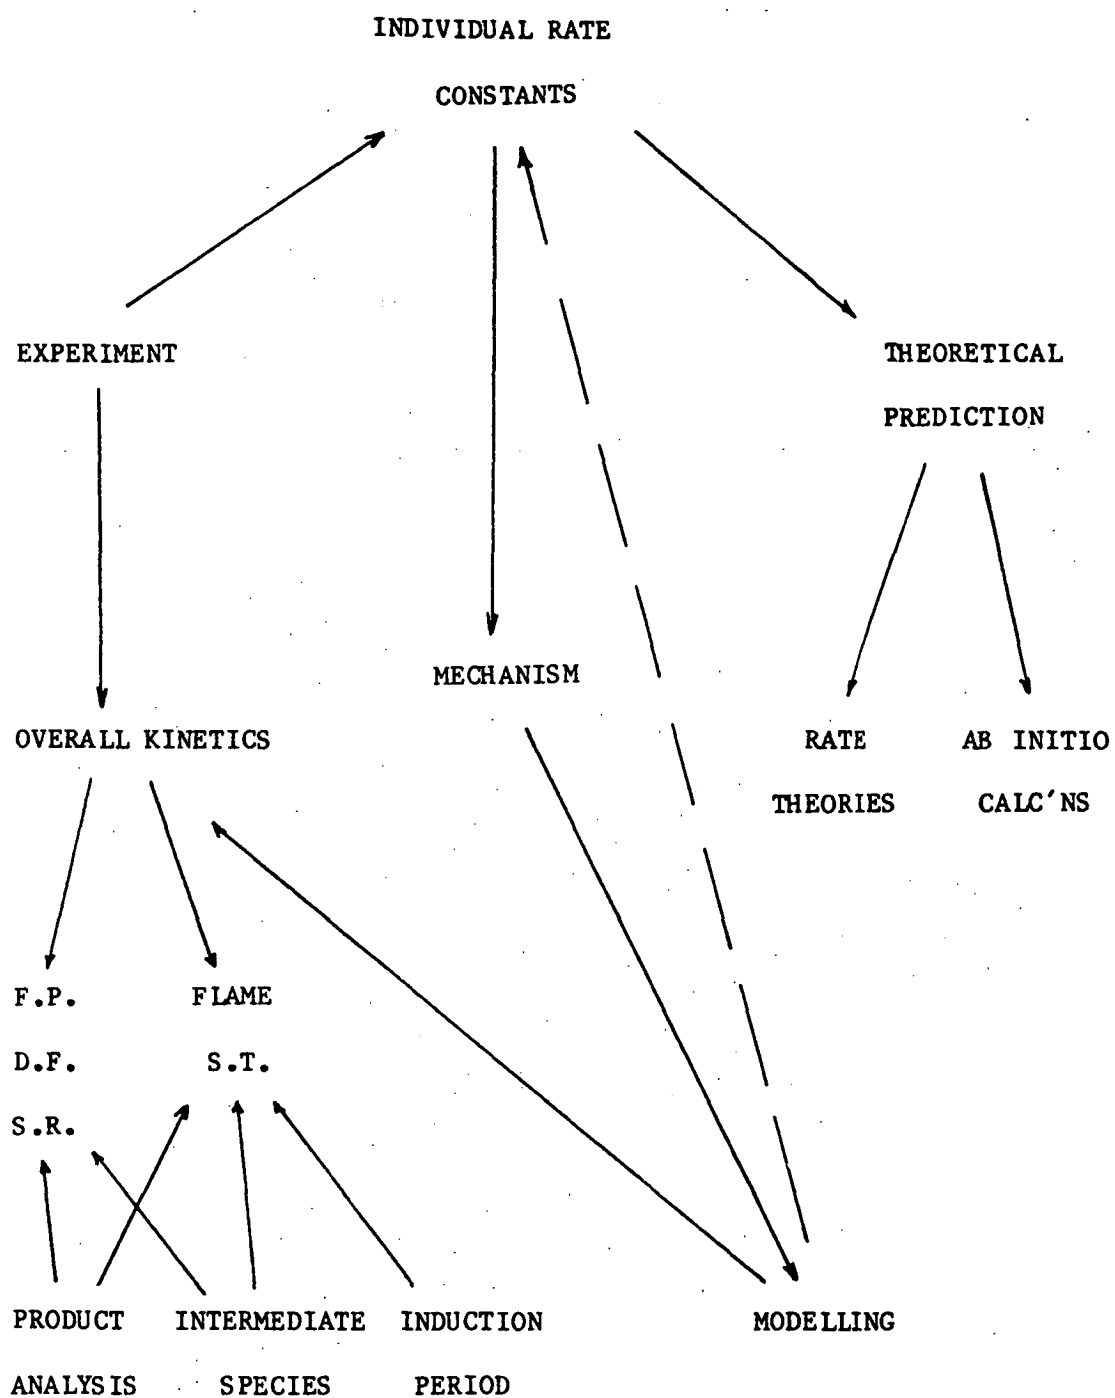 INDIVIDUAL RATE
CONSTANTS
EXPERIMENT
THEORETICAL
PREDICTION
MECHANISM
OVERALL KINETICS
RATE
THEORIES
AB INITIO
CALC'NS
F.P.
D.F.
S.R.
FLAME
S.T.
PRODUCT
ANALYSIS
INTERMEDIATE
SPECIES
INDUCTION
PERIOD
MODELLING